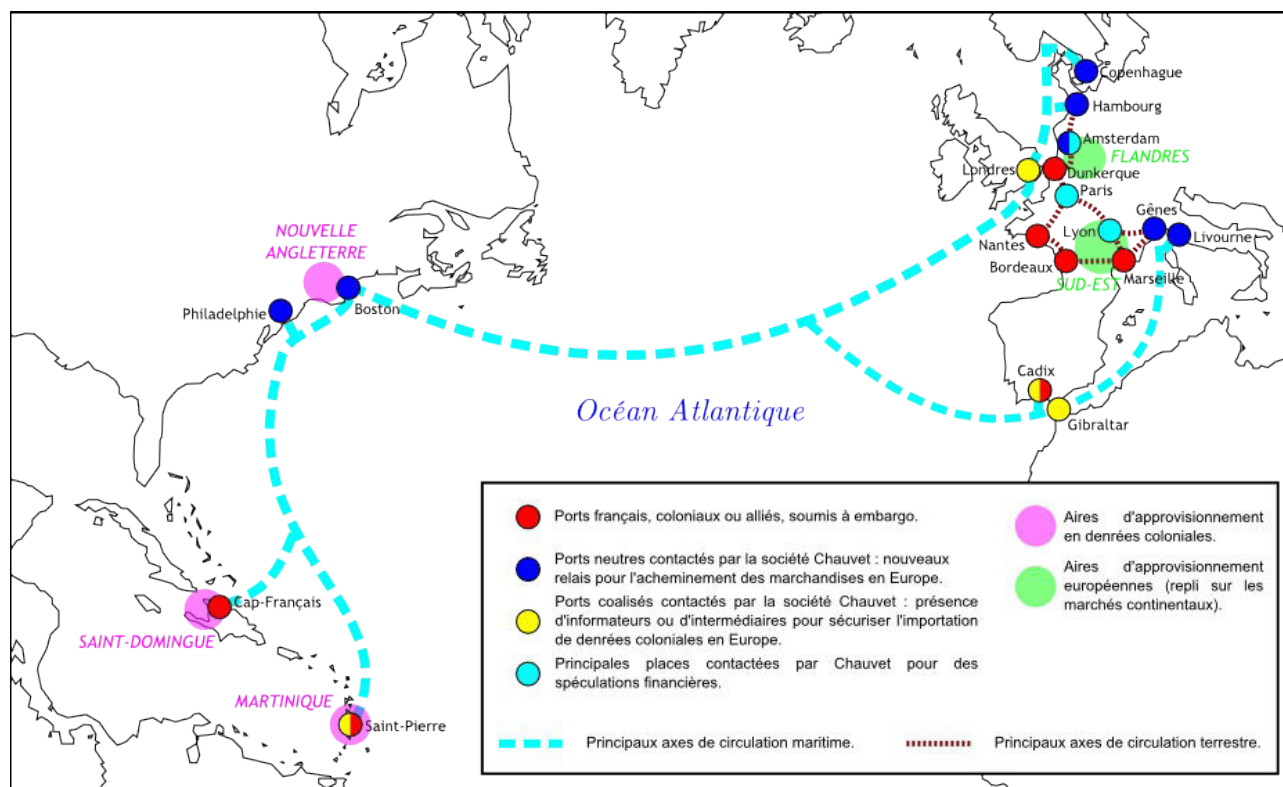 Copenhague
Hambourg
Amsterdam
FLANDRES
Londres
Dunkerque
Paris
Gênes
Lyon
Livourne
Nantes
Bordeaux
SUD-EST
Marseille
NOUVELLE
ANGLETERRE
Philadelphie
Boston
Cadix
Océan Atlantique
Gibraltar
Cap-Français
SAINT-DOMINGUE
MARTINIQUE
Saint-Pierre
Ports français, coloniaux ou alliés, soumis à embargo.
Ports neutres contactés par la société Chauvet : nouveaux
relais pour l'acheminement des marchandises en Europe.
Ports coalisés contactés par la société Chauvet : présence
d'informateurs ou d'intermédiaires pour sécuriser l'importation
de denrées coloniales en Europe.
Principales places contactées par Chauvet pour des
spéculations financières.
Aires d'approvisionnement
en denrées coloniales.
Aires d'approvisionnement
européennes (repli sur les
marchés continentaux).
Principaux axes de circulation maritime.
Principaux axes de circulation terrestre.